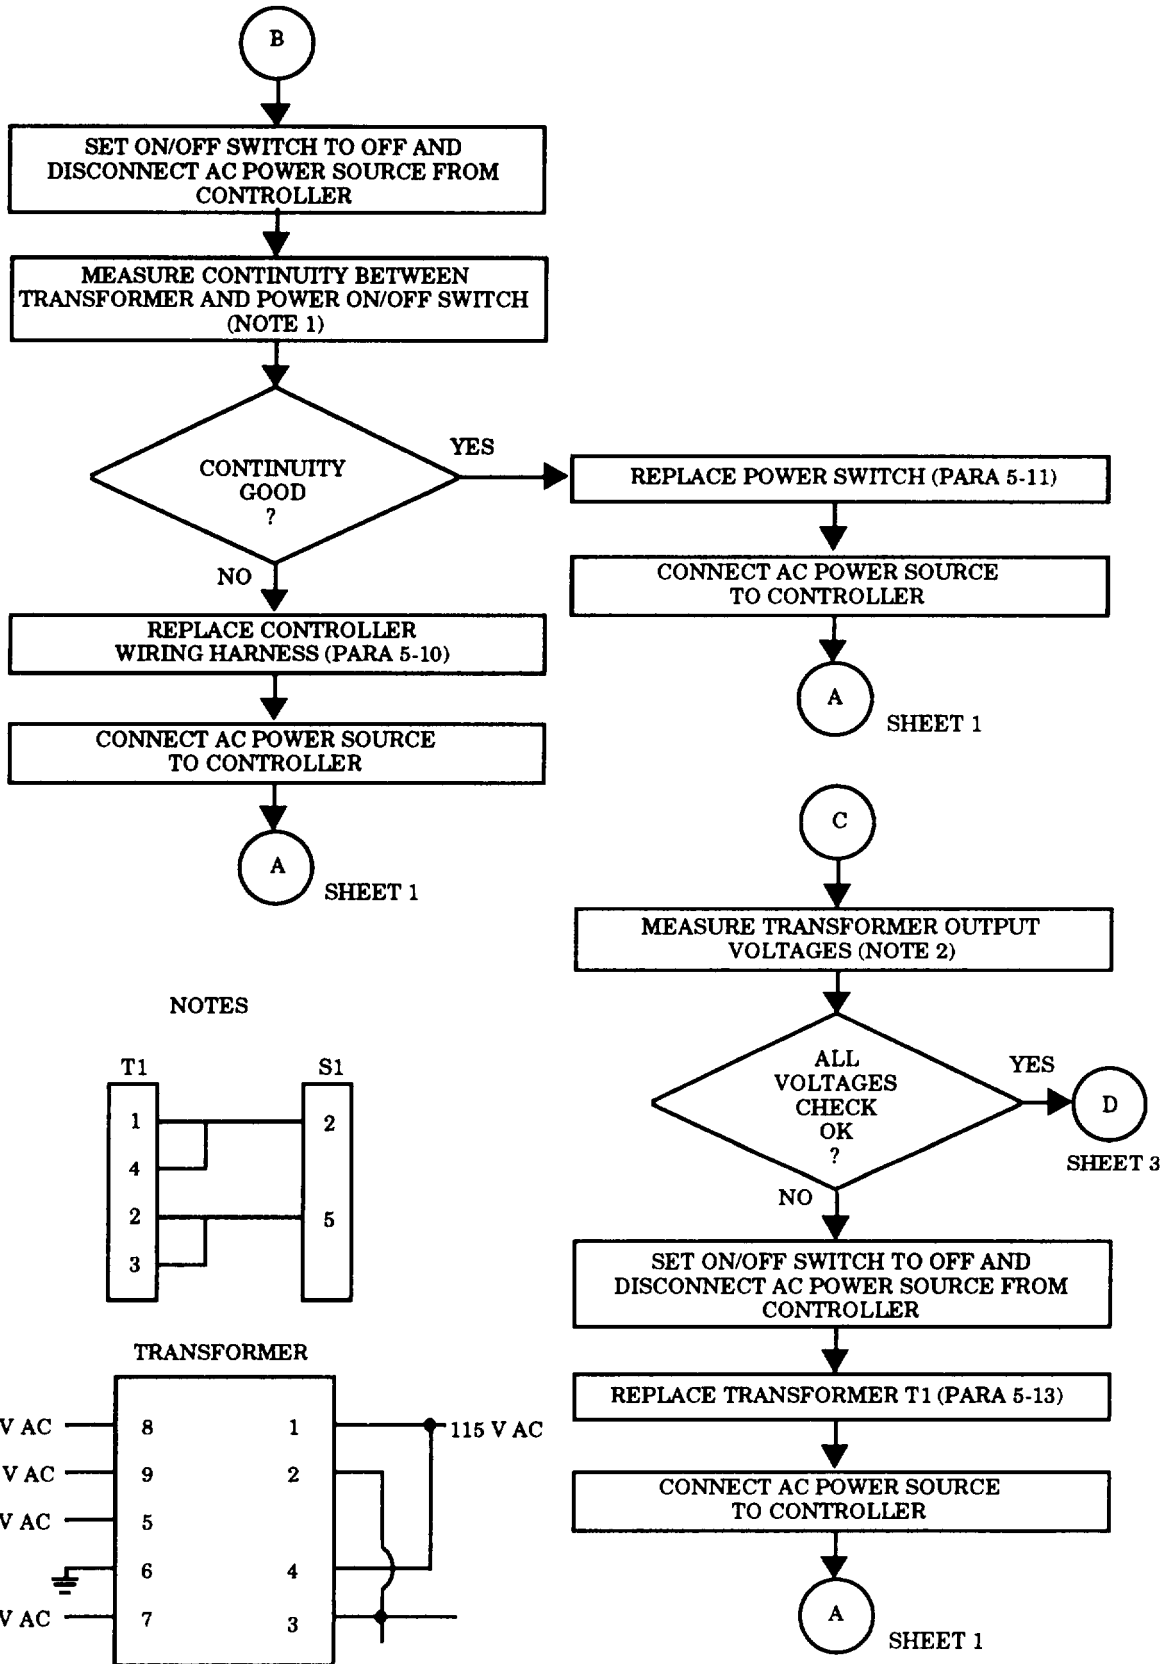 B
SET ON/OFF SWITCH TO OFF AND
DISCONNECT AC POWER SOURCE FROM
CONTROLLER
MEASURE CONTINUITY BETWEEN
TRANSFORMER AND POWER ON/OFF SWITCH
(NOTE 1)
CONTINUITY
GOOD
?
YES
REPLACE POWER SWITCH (PARA 5-11)
CONNECT AC POWER SOURCE
TO CONTROLLER
A
SHEET 1
NO
REPLACE CONTROLLER
WIRING HARNESS (PARA 5-10)
CONNECT AC POWER SOURCE
TO CONTROLLER
A
SHEET 1
C
MEASURE TRANSFORMER OUTPUT
VOLTAGES (NOTE 2)
ALL
VOLTAGES
CHECK
OK
?
YES
D
SHEET 3
NO
SET ON/OFF SWITCH TO OFF AND
DISCONNECT AC POWER SOURCE FROM
CONTROLLER
REPLACE TRANSFORMER T1 (PARA 5-13)
CONNECT AC POWER SOURCE
TO CONTROLLER
A
SHEET 1
NOTES
T1 S1
1 2
4
2 5
3
TRANSFORMER
V AC 8 1 115 V AC
V AC 9 2
V AC 5
6 4
V AC 7 3